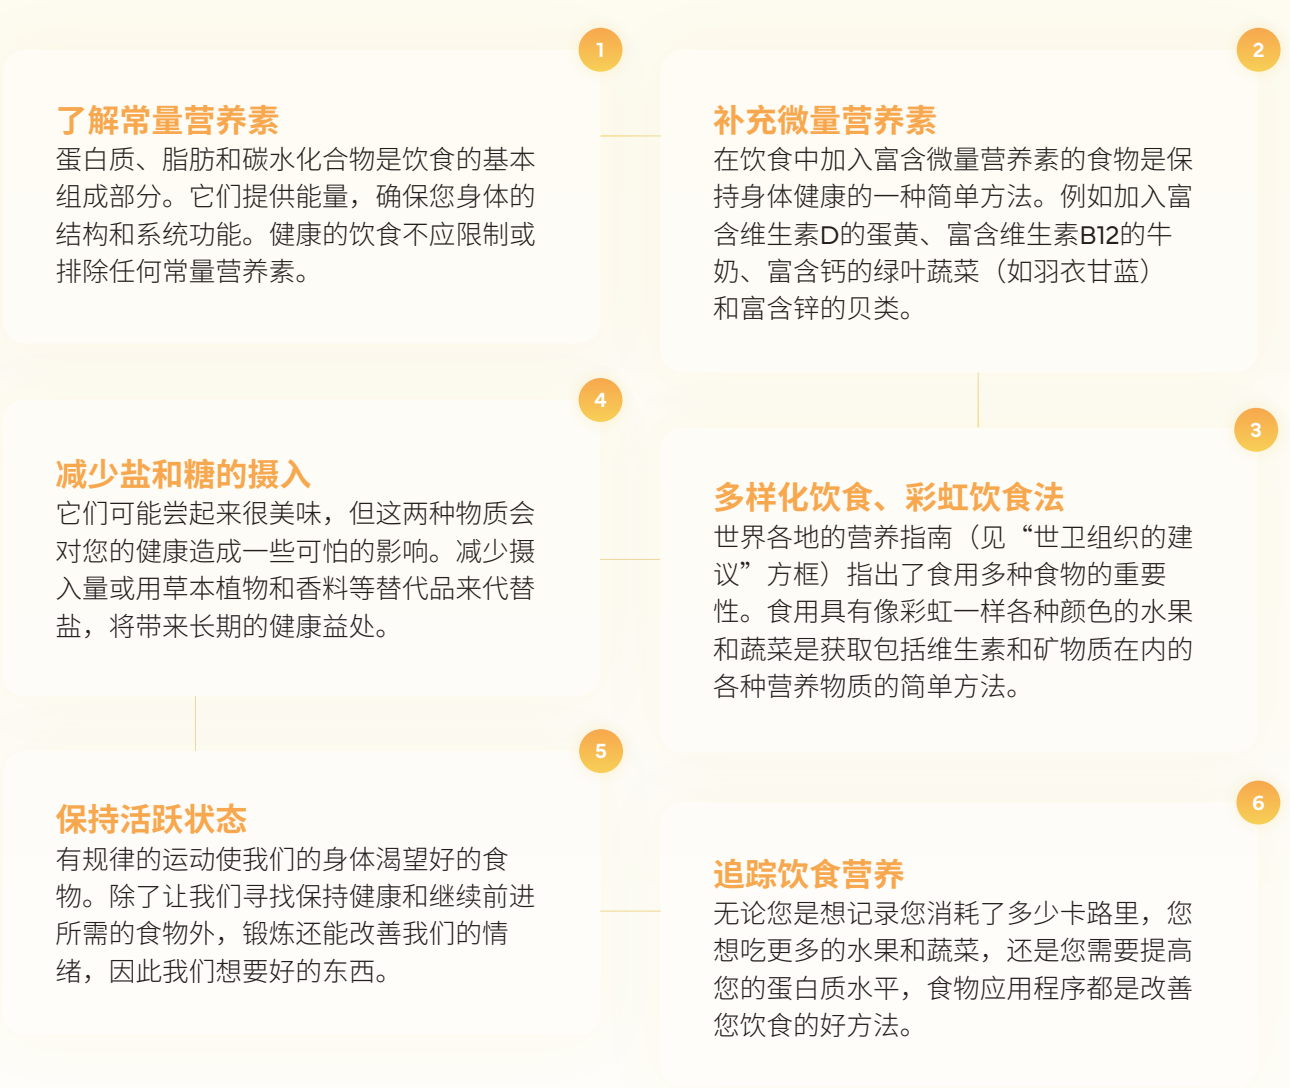 1
了解常量营养素
蛋白质、脂肪和碳水化合物是饮食的基本
组成部分。它们提供能量，确保您身体的
结构和系统功能。健康的饮食不应限制或
排除任何常量营养素。
2
补充微量营养素
在饮食中加入富含微量营养素的食物是保
持身体健康的一种简单方法。例如加入富
含维生素D的蛋黄、富含维生素B12的牛
奶、富含钙的绿叶蔬菜（如羽衣甘蓝）
和富含锌的贝类。
3
多样化饮食、彩虹饮食法
世界各地的营养指南（见“世卫组织的建
议”方框）指出了食用多种食物的重要
性。食用具有像彩虹一样各种颜色的水果
和蔬菜是获取包括维生素和矿物质在内的
各种营养物质的简单方法。
4
减少盐和糖的摄入
它们可能尝起来很美味，但这两种物质会
对您的健康造成一些可怕的影响。减少摄
入量或用草本植物和香料等替代品来代替
盐，将带来长期的健康益处。
5
保持活跃状态
有规律的运动使我们的身体渴望好的食
物。除了让我们寻找保持健康和继续前进
所需的食物外，锻炼还能改善我们的情
绪，因此我们想要好的东西。
6
追踪饮食营养
无论您是想记录您消耗了多少卡路里，您
想吃更多的水果和蔬菜，还是您需要提高
您的蛋白质水平，食物应用程序都是改善
您饮食的好方法。